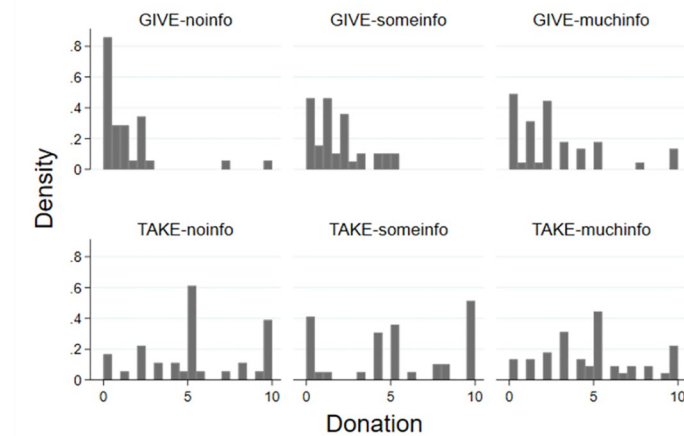 GIVE-noinfo GIVE-someinfo GIVE-muchinfo
.8
.6
.4
.2
0
Density
TAKE-noinfo TAKE-someinfo TAKE-muchinfo
.8
.6
.4
.2
0
0 5 10 0 5 10 0 5 10
Donation